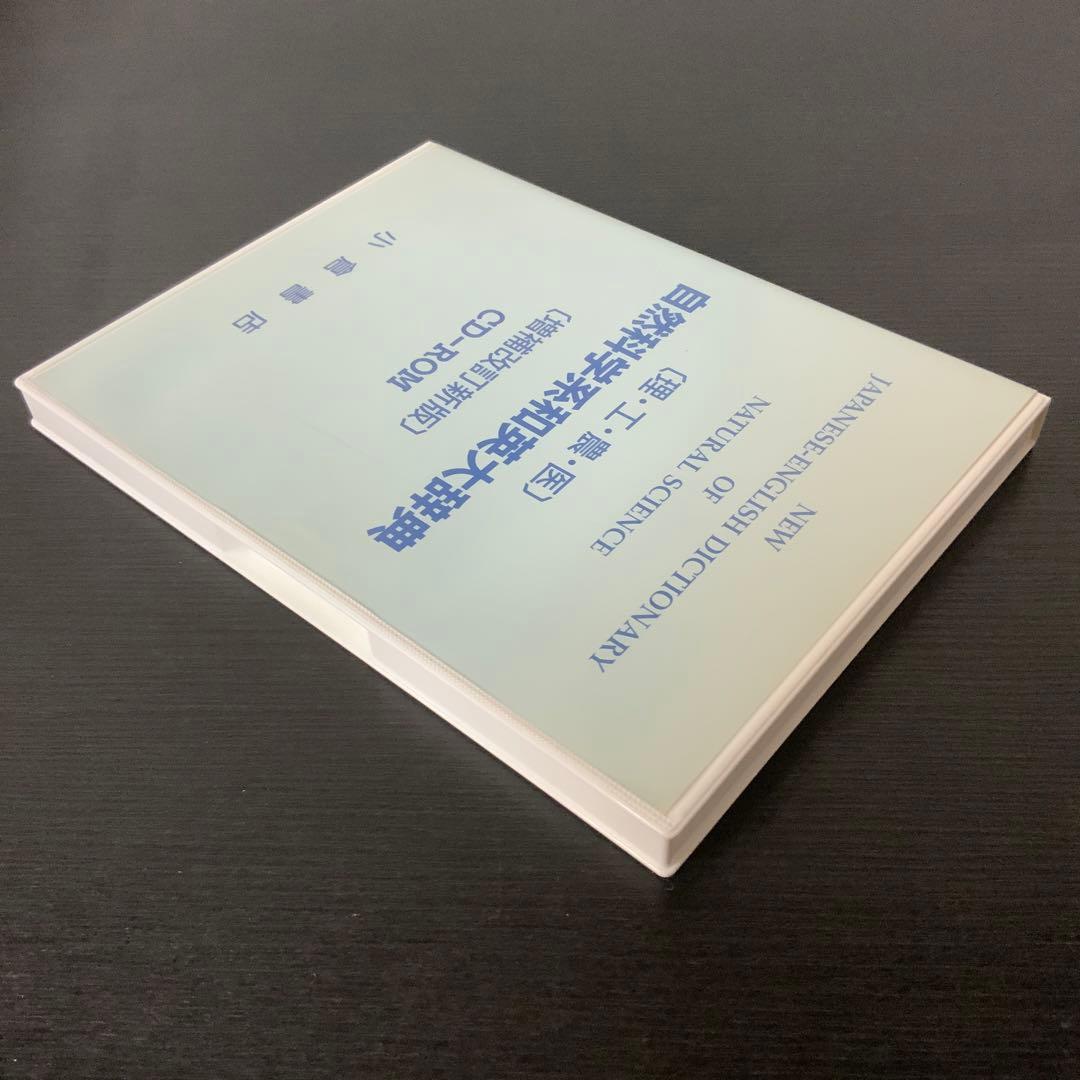 NEW
JAPANESE-ENGLISH DICTIONARY
OF
NATURAL SCIENCE
〔理・工・農・医〕
自然科学系和英大辞典
〔増補改訂新版〕
CD-ROM
小倉書店